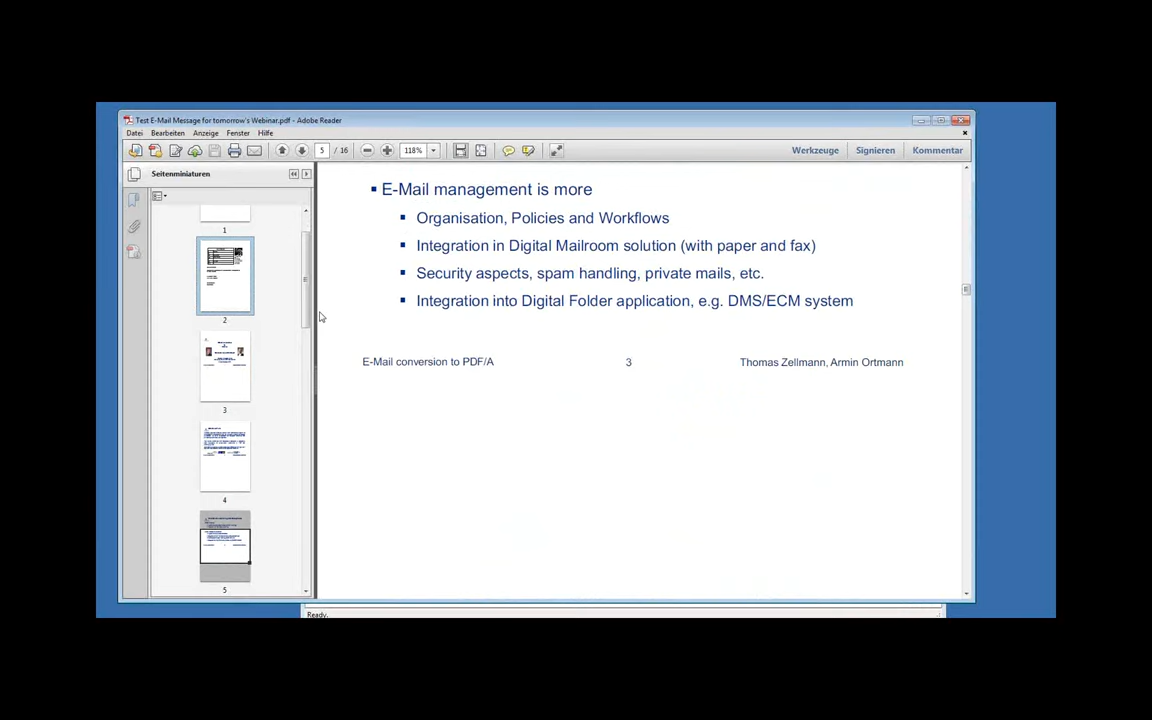 Test E-Mail Message for tomorrow's Webinar.pdf - Adobe Reader
Datei Bearbeiten Anzeige Fenster Hilfe
5 / 16 118% Werkzeuge Signieren Kommentar
Seitenminiaturen
1
2
3
4
5
▪ E-Mail management is more
▪ Organisation, Policies and Workflows
▪ Integration in Digital Mailroom solution (with paper and fax)
▪ Security aspects, spam handling, private mails, etc.
▪ Integration into Digital Folder application, e.g. DMS/ECM system
E-Mail conversion to PDF/A 3 Thomas Zellmann, Armin Ortmann
Ready.